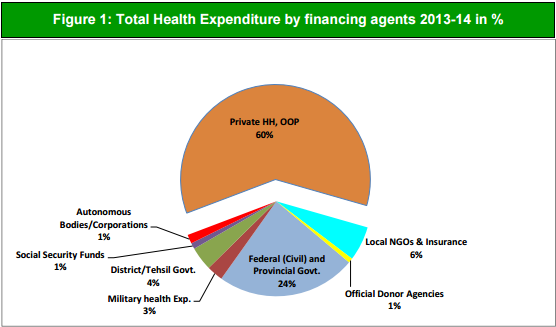 Figure 1: Total Health Expenditure by financing agents 2013-14 in %
Private HH, OOP
60%
Autonomous
Bodies/Corporations
1%
Local NGOs & Insurance
6%
Social Security Funds
1%
District/Tehsil Govt.
4%
Federal (Civil) and
Provincial Govt.
24%
Military health Exp.
3%
Official Donor Agencies
1%